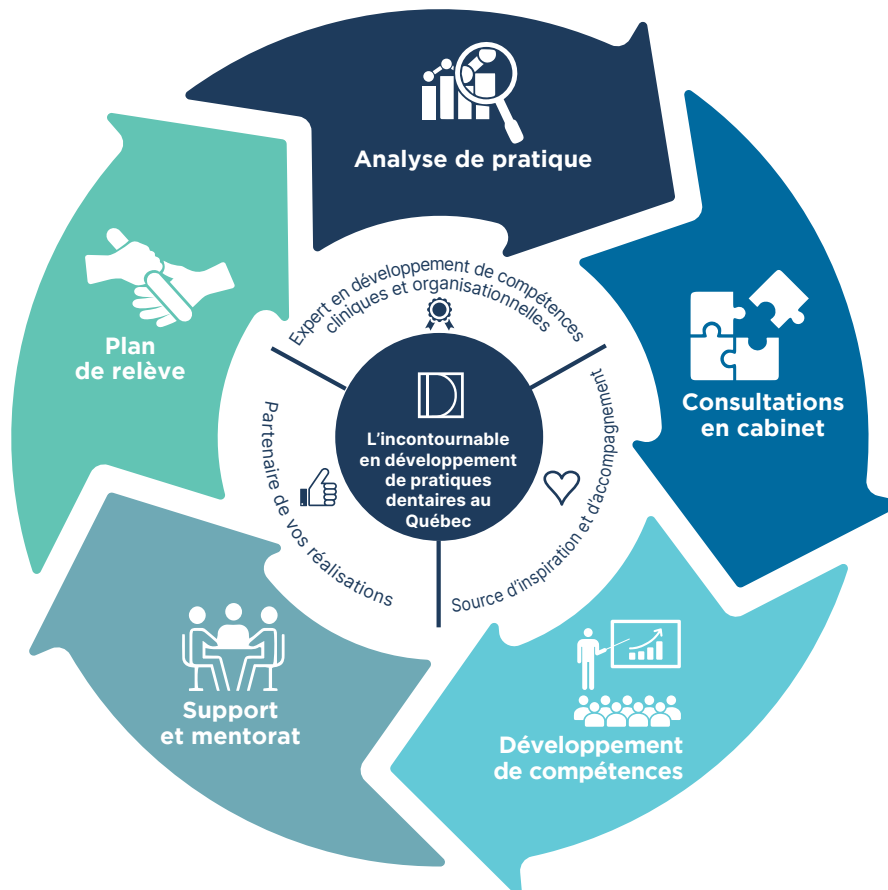 Analyse de pratique
Consultations
en cabinet
Développement
de compétences
Support
et mentorat
Plan
de relève
Expert en développement de compétences
cliniques et organisationnelles
Source d'inspiration et d'accompagnement
Partenaire de vos réalisations
L'incontournable
en développement
de pratiques
dentaires au
Québec